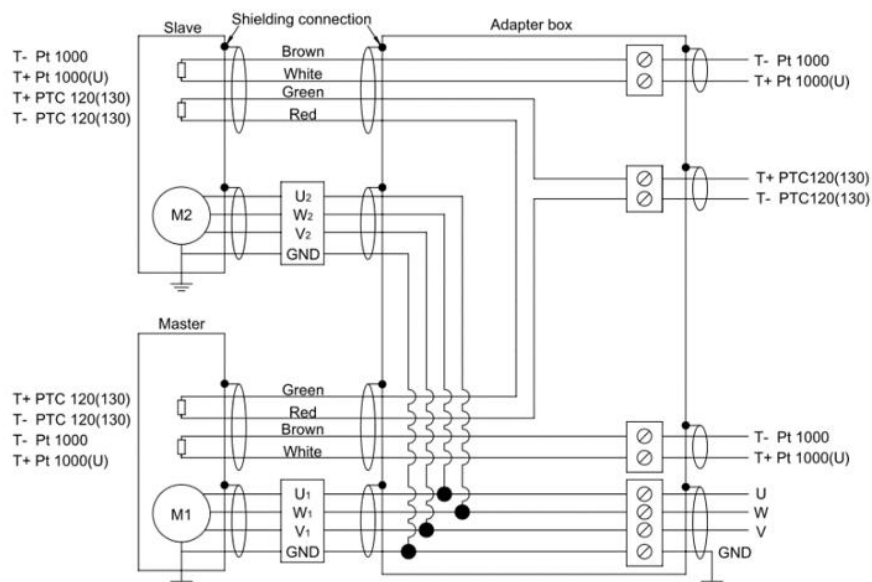 Slave
Shielding connection
Adapter box
T- Pt 1000
T+ Pt 1000(U)
T+ PTC 120(130)
T- PTC 120(130)
Brown
White
Green
Red
T- Pt 1000
T+ Pt 1000(U)
T+ PTC120(130)
T- PTC120(130)
M2
U2
W2
V2
GND
Master
T+ PTC 120(130)
T- PTC 120(130)
T- Pt 1000
T+ Pt 1000(U)
Green
Red
Brown
White
T- Pt 1000
T+ Pt 1000(U)
M1
U1
W1
V1
GND
U
W
V
GND